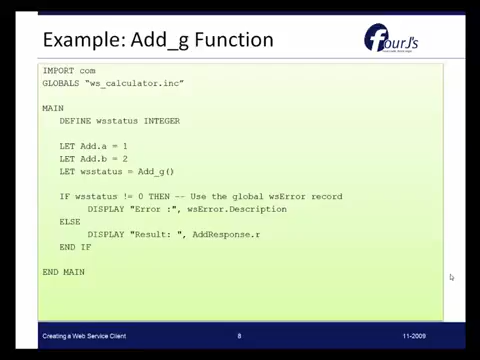 Example: Add_g Function
fourJ's
IMPORT com
GLOBALS "ws_calculator.inc"
MAIN
DEFINE wsstatus INTEGER
LET Add.a = 1
LET Add.b = 2
LET wsstatus = Add_g()
IF wsstatus != 0 THEN -- Use the global wsError record
DISPLAY "Error :", wsError.Description
ELSE
DISPLAY "Result: ", AddResponse.r
END IF
END MAIN
Creating a Web Service Client
8
11-2009